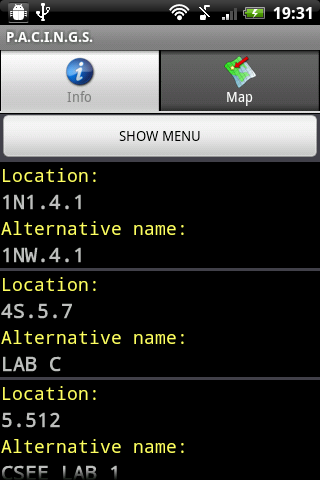 19:31
P.A.C.I.N.G.S.
Info
Map
SHOW MENU
Location:
1N1.4.1
Alternative name:
1NW.4.1
Location:
4S.5.7
Alternative name:
LAB C
Location:
5.512
Alternative name:
CSEE LAB 1